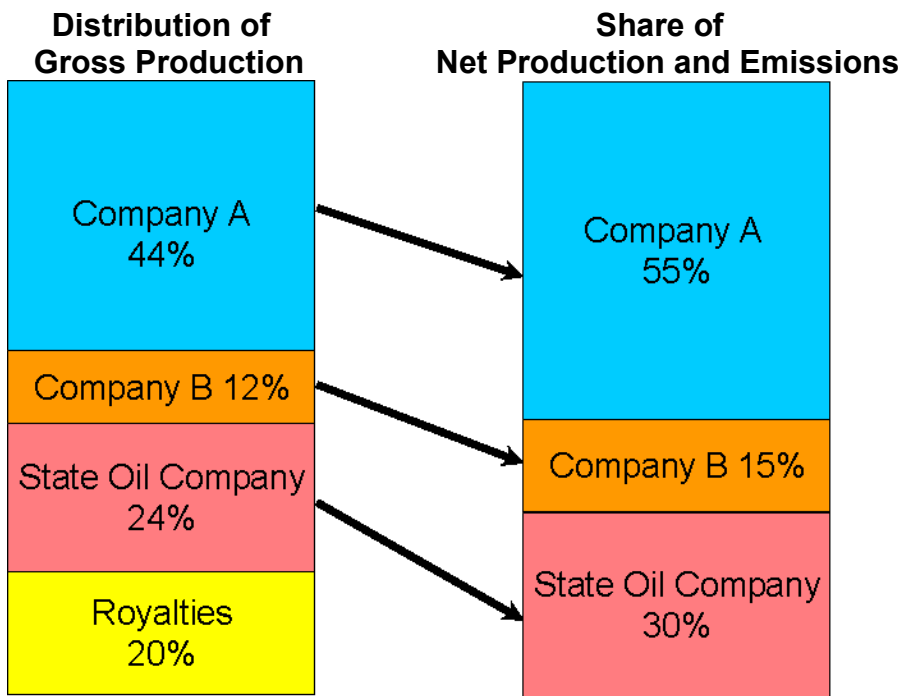 Distribution of
Gross Production
Company A
44%
Company B 12%
State Oil Company
24%
Royalties
20%
Share of
Net Production and Emissions
Company A
55%
Company B 15%
State Oil Company
30%